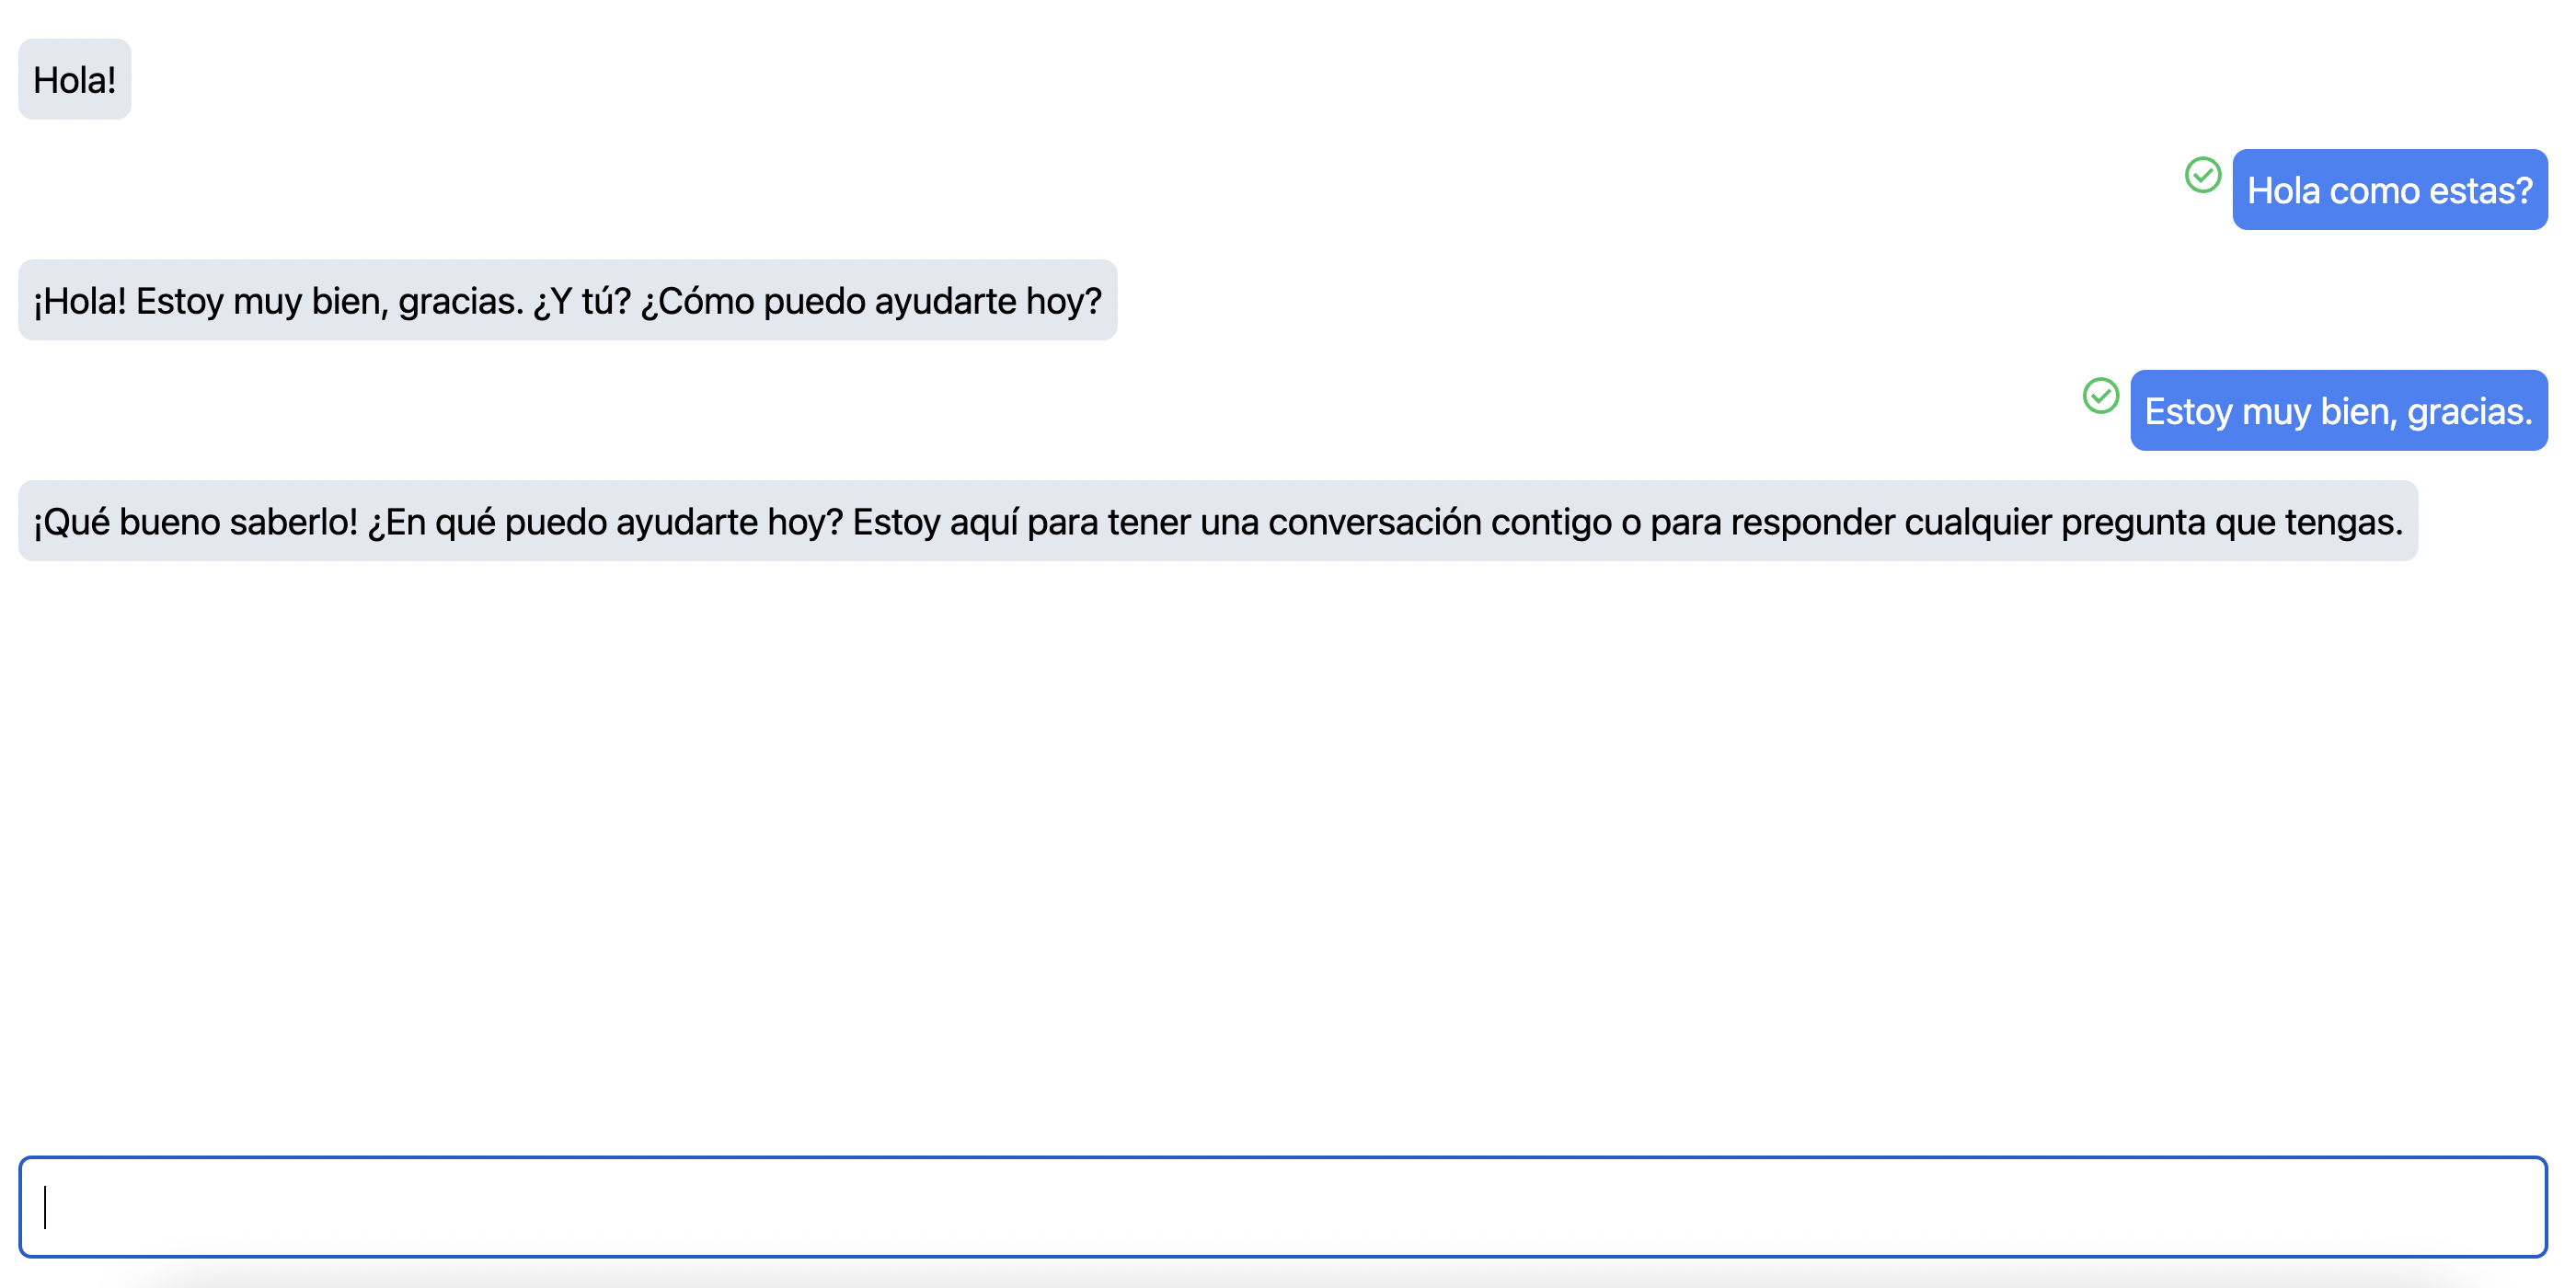 Hola!
Hola como estas?
¡Hola! Estoy muy bien, gracias. ¿Y tú? ¿Cómo puedo ayudarte hoy?
Estoy muy bien, gracias.
¡Qué bueno saberlo! ¿En qué puedo ayudarte hoy? Estoy aquí para tener una conversación contigo o para responder cualquier pregunta que tengas.